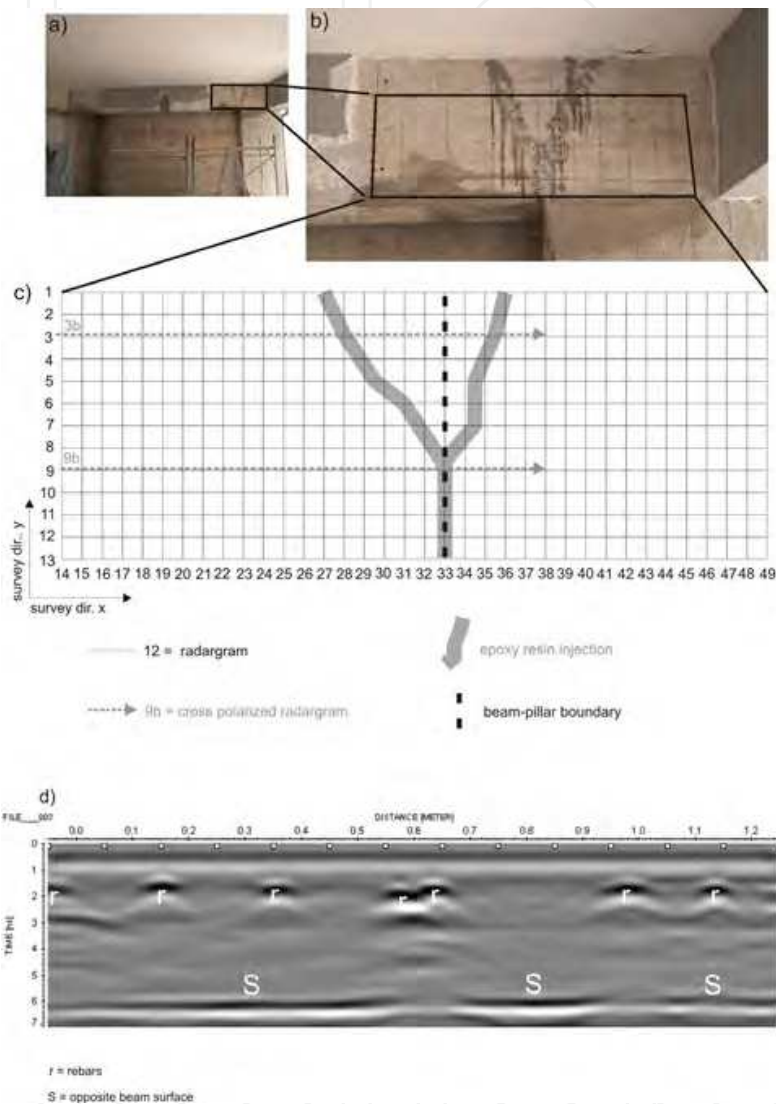 a)
b)
c)
1
2
3b
3
4
5
6
7
8
9b
9
10
11
12
13
14 15 16 17 18 19 20 21 22 23 24 25 26 27 28 29 30 31 32 33 34 35 36 37 38 39 40 41 42 43 44 45 46 47 48 49
survey dir.. y
survey dir. x
12 = radargram
epoxy resin injection
9b = cross polarized radargram
beam-pillar boundary
d)
DISTANCE [METER]
0.0 0.1 0.2 0.3 0.4 0.5 0.6 0.7 0.8 0.9 1.0 1.1 1.2
0
1
2
3
4
5
6
7
TIME [ns]
r r r r r r r
S S S
r = rebars
S = opposite beam surface